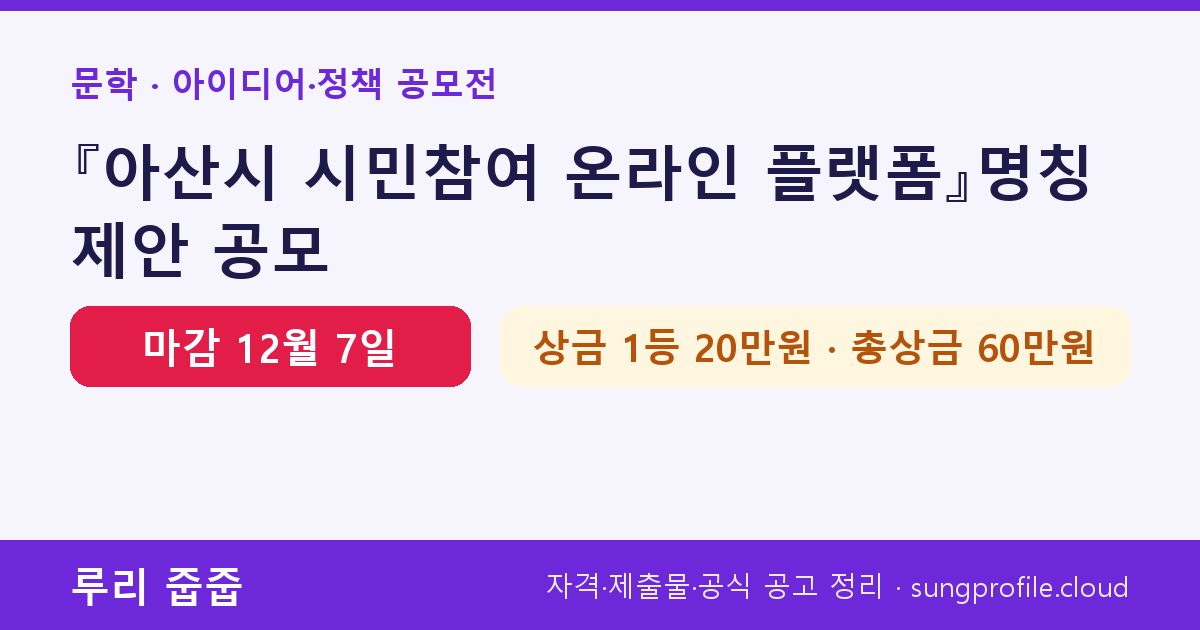 문학 · 아이디어·정책 공모전
『아산시 시민참여 온라인 플랫폼』명칭
제안 공모
마감 12월 7일
상금 1등 20만원 · 총상금 60만원
루리 줍줍
자격·제출물·공식 공고 정리 · sungprofile.cloud